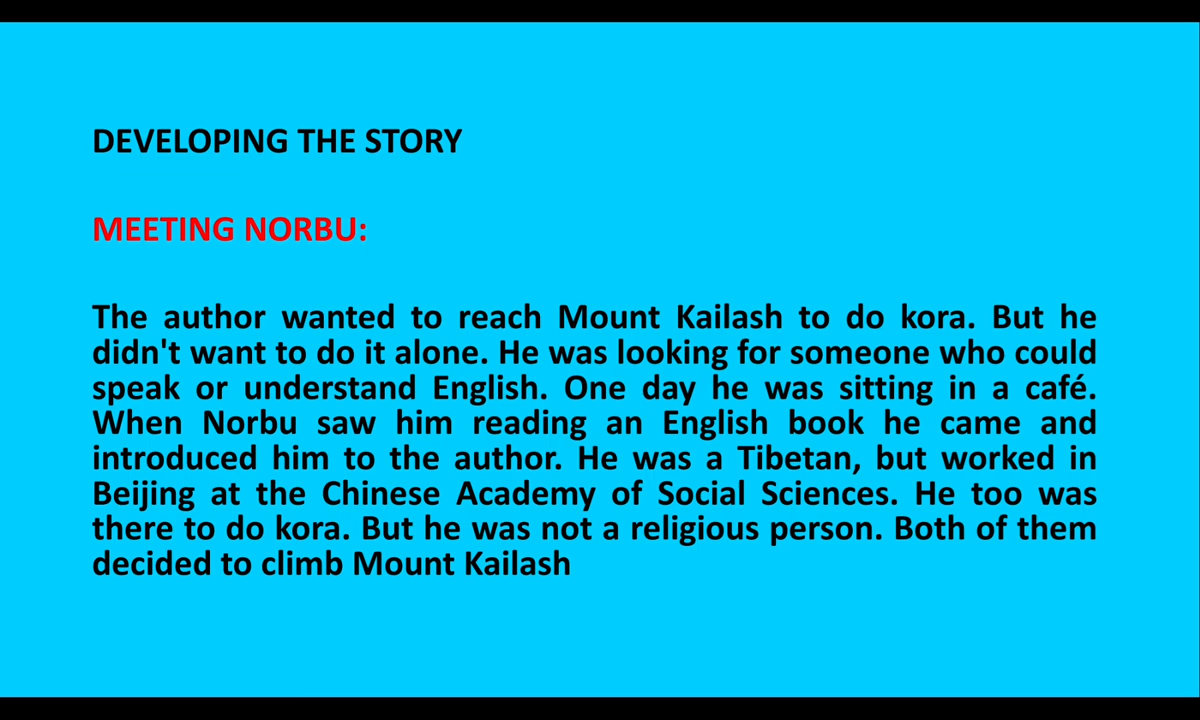 DEVELOPING THE STORY
MEETING NORBU:
The author wanted to reach Mount Kailash to do kora. But he
didn't want to do it alone. He was looking for someone who could
speak or understand English. One day he was sitting in a café.
When Norbu saw him reading an English book he came and
introduced him to the author. He was a Tibetan, but worked in
Beijing at the Chinese Academy of Social Sciences. He too was
there to do kora. But he was not a religious person. Both of them
decided to climb Mount Kailash